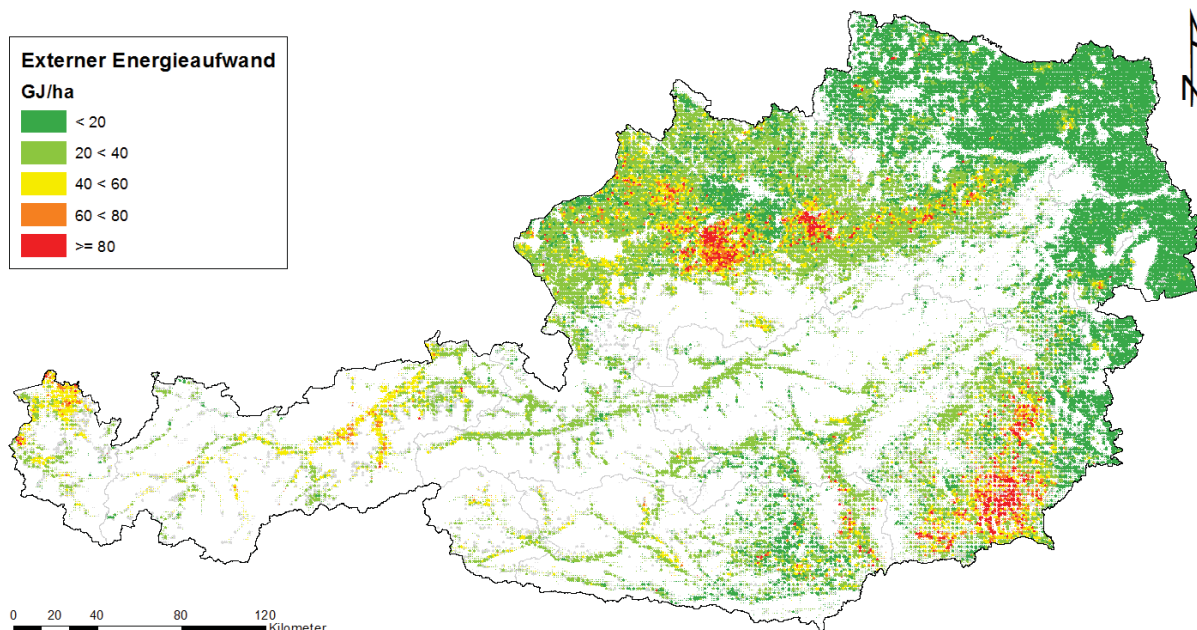 Externer Energieaufwand
GJ/ha
< 20
20 < 40
40 < 60
60 < 80
>= 80
N
0 20 40 80 120
Kilometer